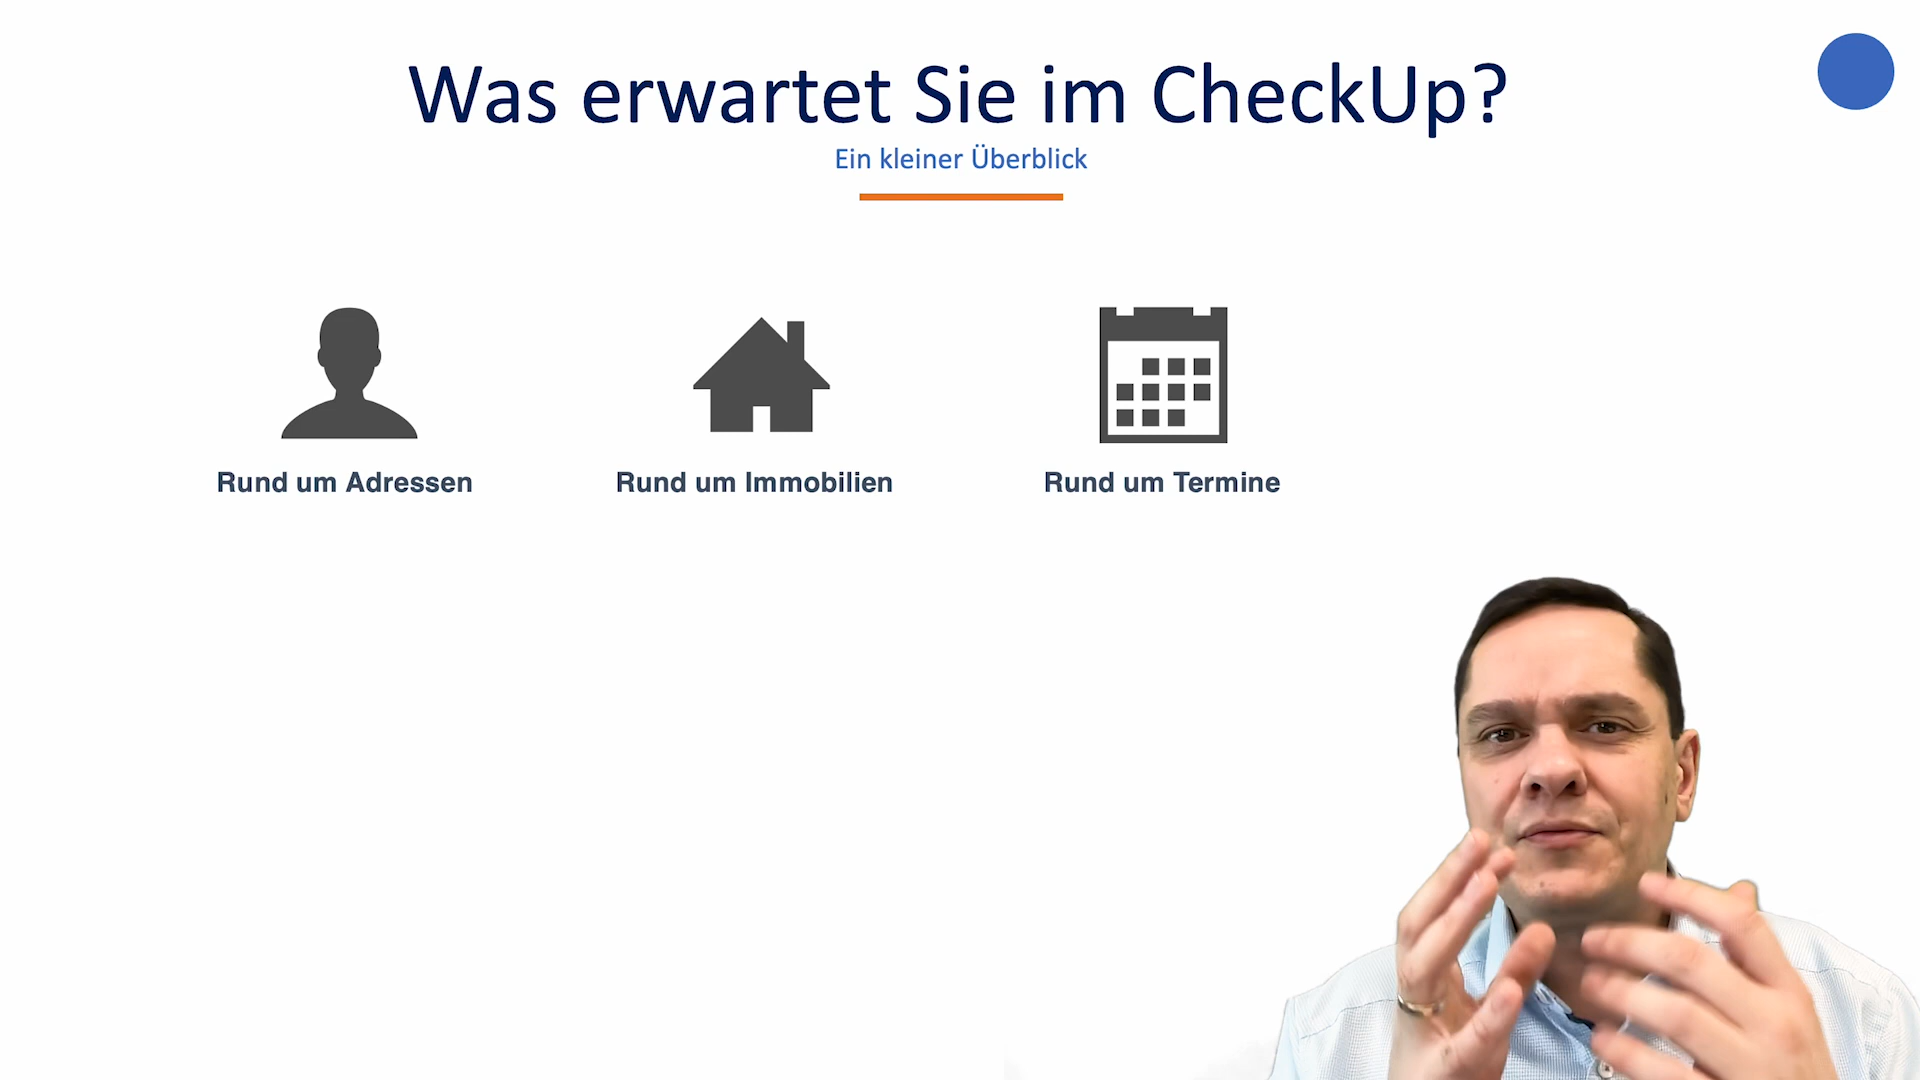 Was erwartet Sie im CheckUp?
Ein kleiner Überblick
Rund um Adressen
Rund um Immobilien
Rund um Termine